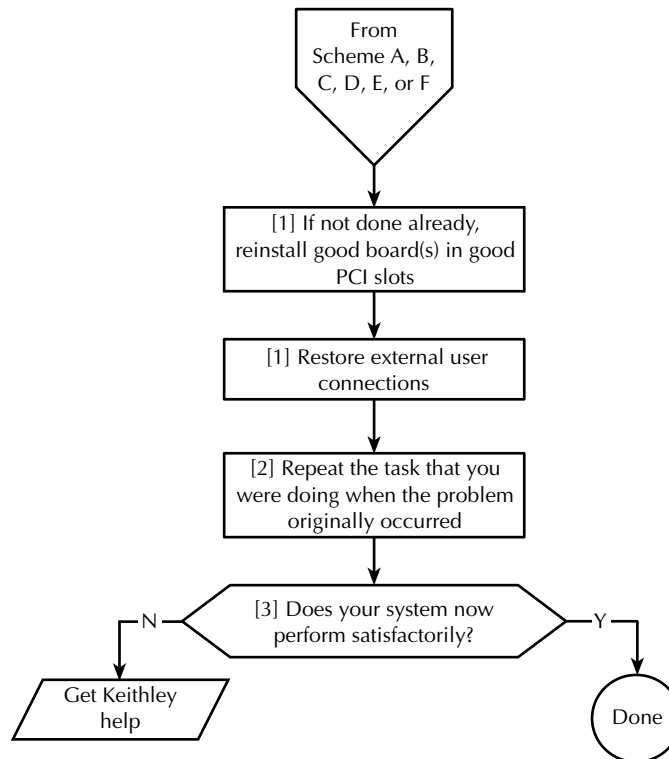 From
Scheme A, B,
C, D, E, or F
[1] If not done already,
reinstall good board(s) in good
PCI slots
[1] Restore external user
connections
[2] Repeat the task that you
were doing when the problem
originally occurred
[3] Does your system now
perform satisfactorily?
N
Y
Get Keithley
help
Done